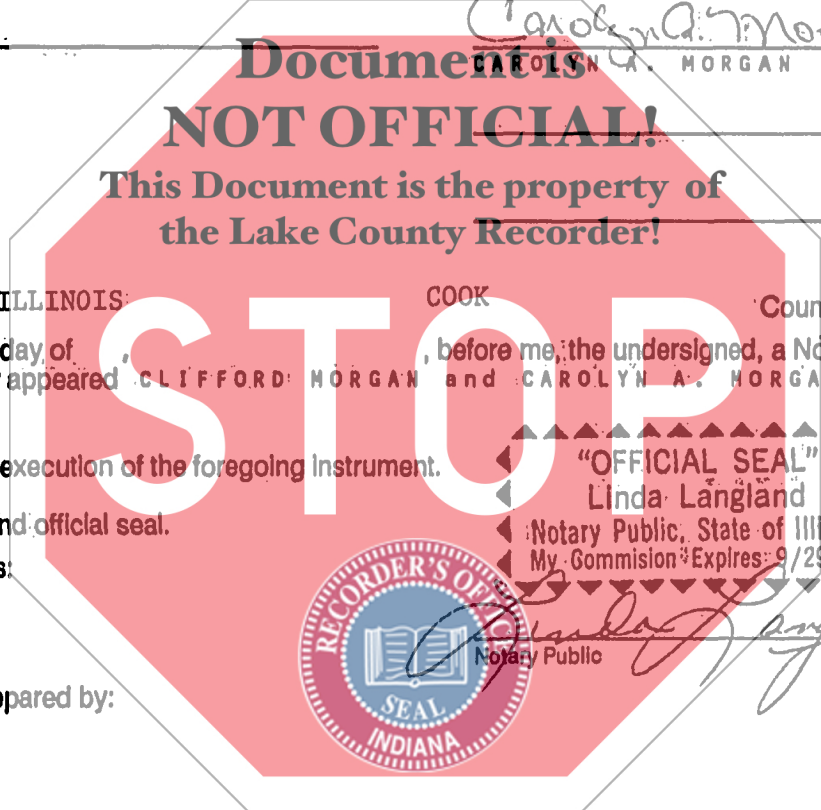 Carolyn A. Mo
Document is
CAROLYN A. MORGAN
NOT OFFICIAL!
This Document is the property of
the Lake County Recorder!
ILLINOIS COOK Coun
day of , , before me, the undersigned, a No
appeared CLIFFORD MORGAN and CAROLYN A. MORGA
STOP
execution of the foregoing instrument.
"OFFICIAL SEAL"
Linda Langland
nd official seal.
Notary Public, State of Illi
s:
My Commision Expires 9/29
RECORDER'S OFFICE
Linda Lang
Notary Public
pared by:
SEAL
INDIANA